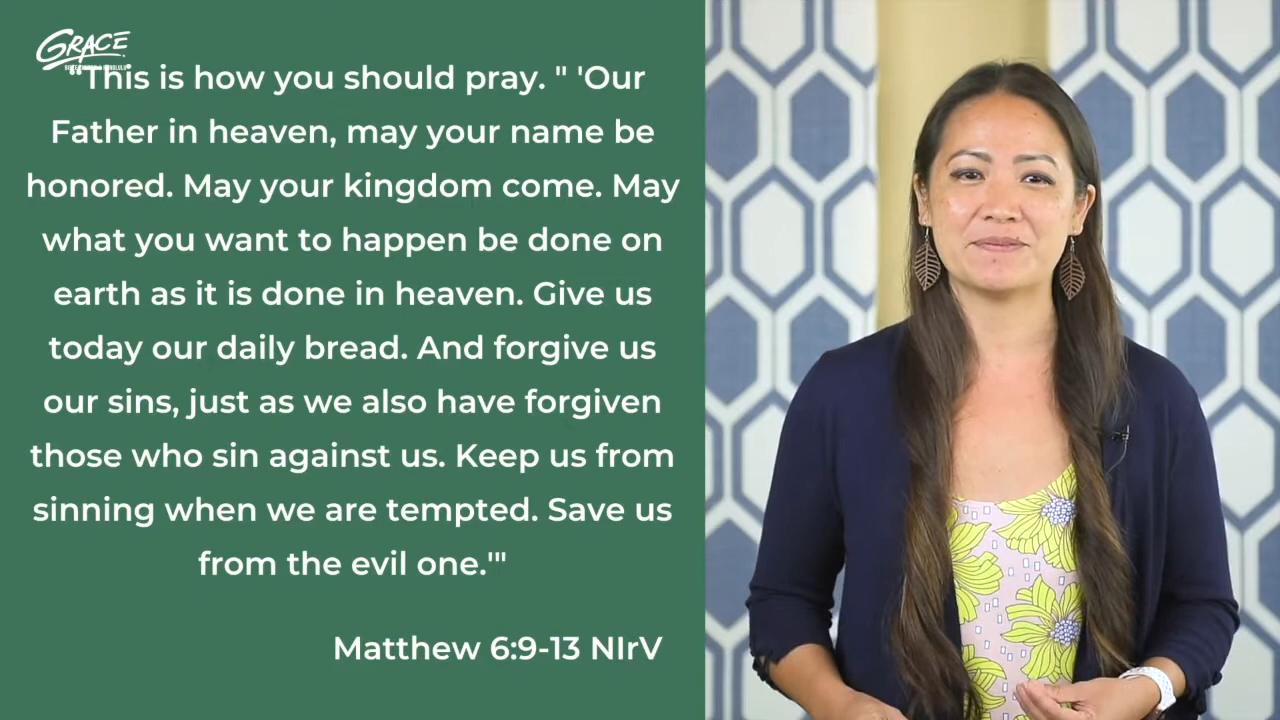 GRACE
"This is how you should pray. " 'Our
Father in heaven, may your name be
honored. May your kingdom come. May
what you want to happen be done on
earth as it is done in heaven. Give us
today our daily bread. And forgive us
our sins, just as we also have forgiven
those who sin against us. Keep us from
sinning when we are tempted. Save us
from the evil one.'"
Matthew 6:9-13 NIrV